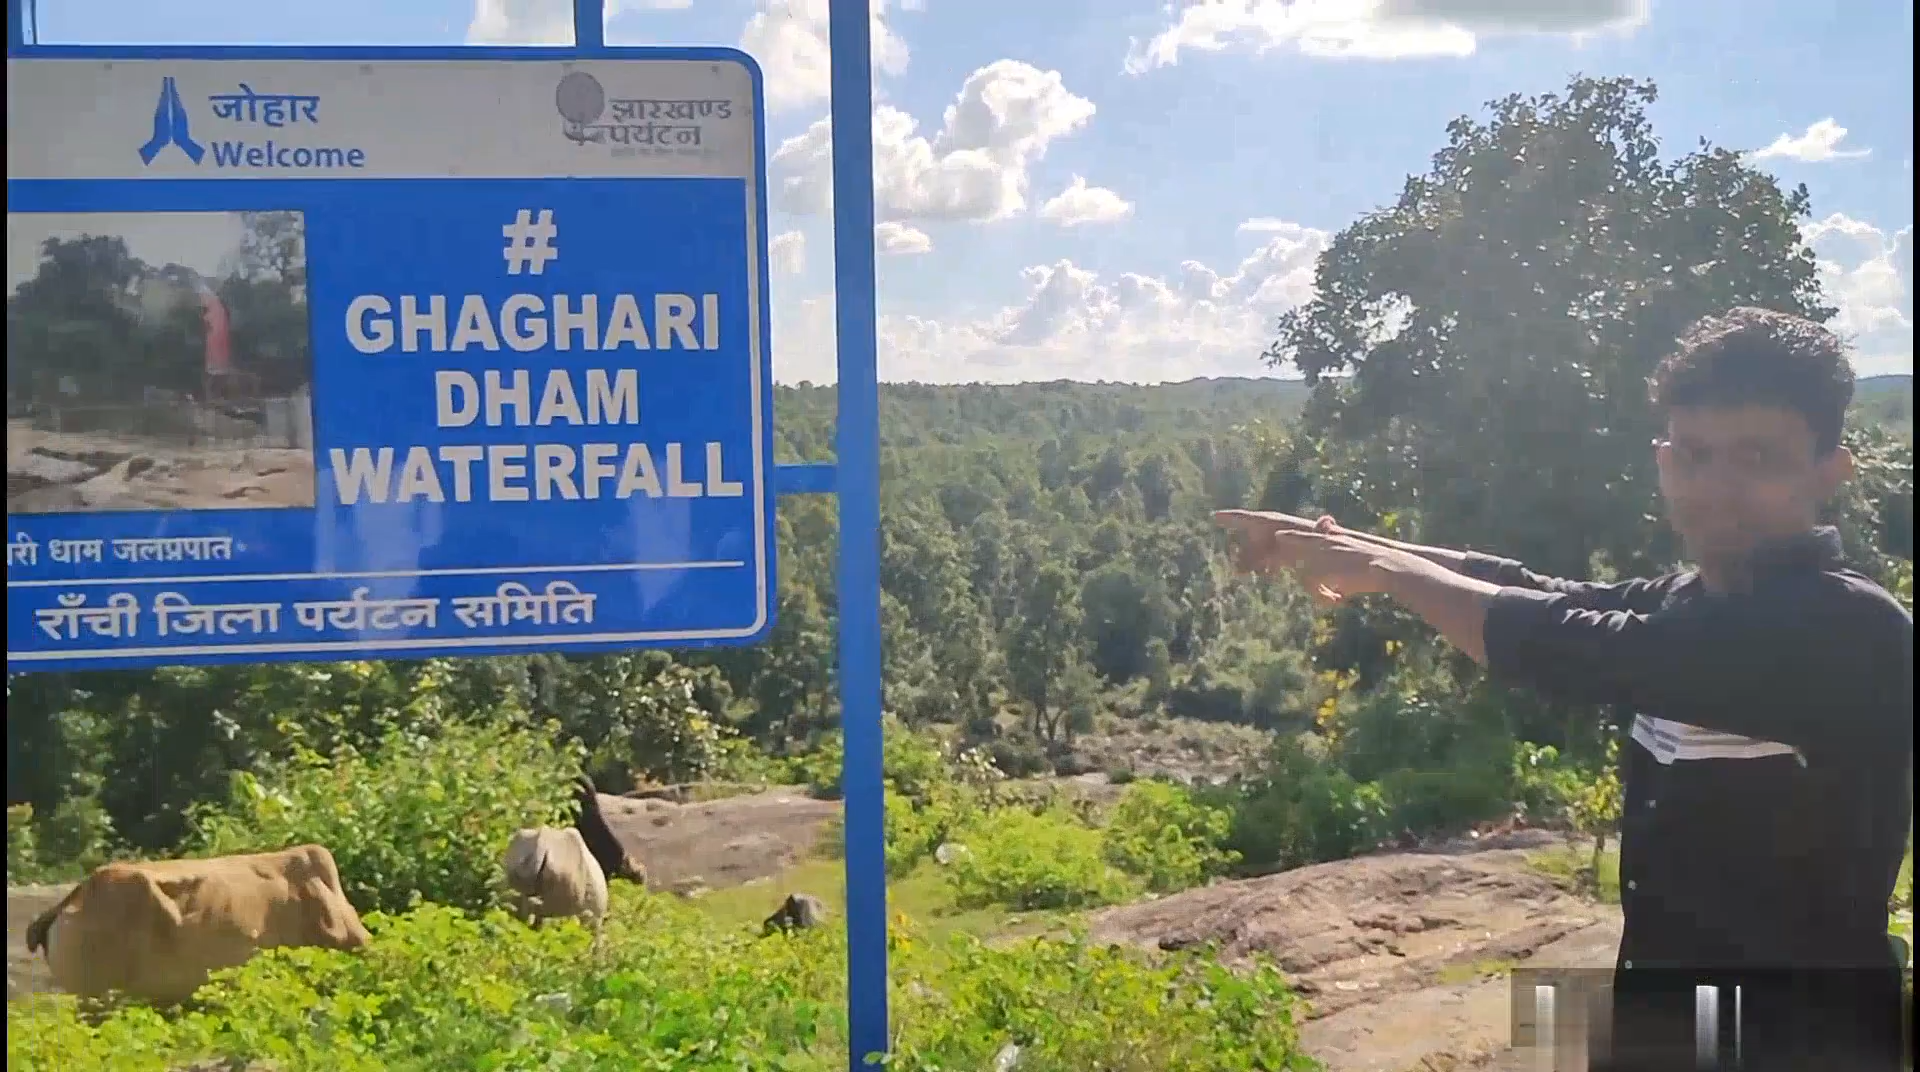 जोहार
Welcome
झारखण्ड
पर्यटन
#
GHAGHARI
DHAM
WATERFALL
री धाम जलप्रपात
राँची जिला पर्यटन समिति